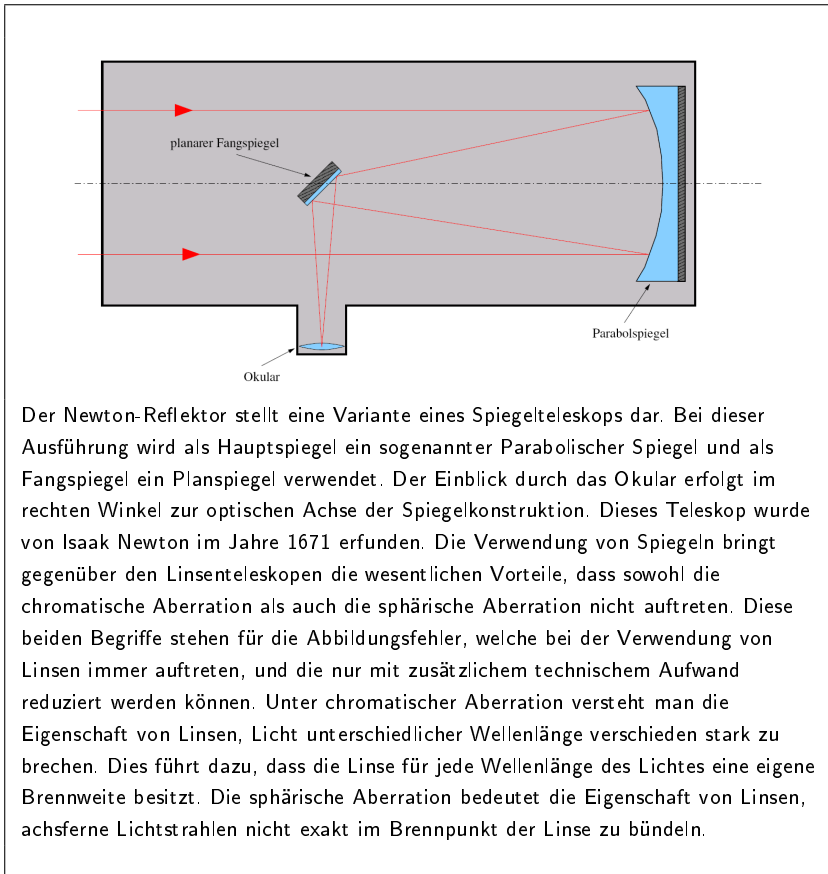 planarer Fangspiegel
Parabolspiegel
Okular
Der Newton-Reflektor stellt eine Variante eines Spiegelteleskops dar. Bei dieser
Ausführung wird als Hauptspiegel ein sogenannter Parabolischer Spiegel und als
Fangspiegel ein Planspiegel verwendet. Der Einblick durch das Okular erfolgt im
rechten Winkel zur optischen Achse der Spiegelkonstruktion. Dieses Teleskop wurde
von Isaak Newton im Jahre 1671 erfunden. Die Verwendung von Spiegeln bringt
gegenüber den Linsenteleskopen die wesentlichen Vorteile, dass sowohl die
chromatische Aberration als auch die sphärische Aberration nicht auftreten. Diese
beiden Begriffe stehen für die Abbildungsfehler, welche bei der Verwendung von
Linsen immer auftreten, und die nur mit zusätzlichem technischem Aufwand
reduziert werden können. Unter chromatischer Aberration versteht man die
Eigenschaft von Linsen, Licht unterschiedlicher Wellenlänge verschieden stark zu
brechen. Dies führt dazu, dass die Linse für jede Wellenlänge des Lichtes eine eigene
Brennweite besitzt. Die sphärische Aberration bedeutet die Eigenschaft von Linsen,
achsferne Lichtstrahlen nicht exakt im Brennpunkt der Linse zu bündeln.